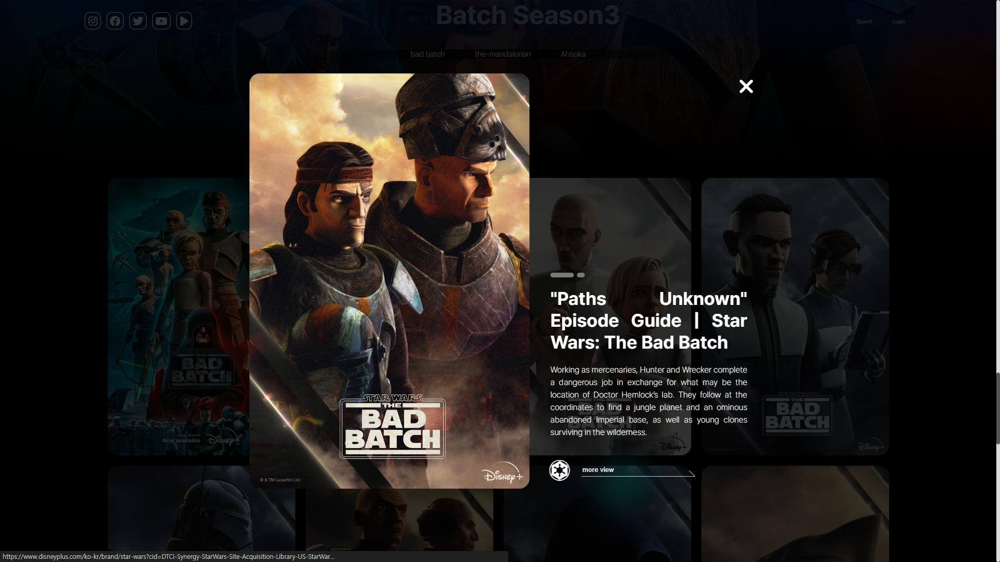 Batch Season3
Search
Login
bad batch
the-mandalorian
Ahsoka
STAR WARS
THE
BAD
BATCH
© & TM Lucasfilm Ltd.
Disney+
"Paths Unknown"
Episode Guide | Star
Wars: The Bad Batch
Working as mercenaries, Hunter and Wrecker complete
a dangerous job in exchange for what may be the
location of Doctor Hemlock’s lab. They follow at the
coordinates to find a jungle planet and an ominous
abandoned Imperial base, as well as young clones
surviving in the wilderness.
more view
STAR WARS
THE
BAD
BATCH
FINAL SEASON
Now available
Disney+
BATCH
Disney+
THE
BAD
BATCH
Disney+
https://www.disneyplus.com/ko-kr/brand/star-wars?cid=DTCI-Synergy-StarWars-Site-Acquisition-Library-US-StarWar...